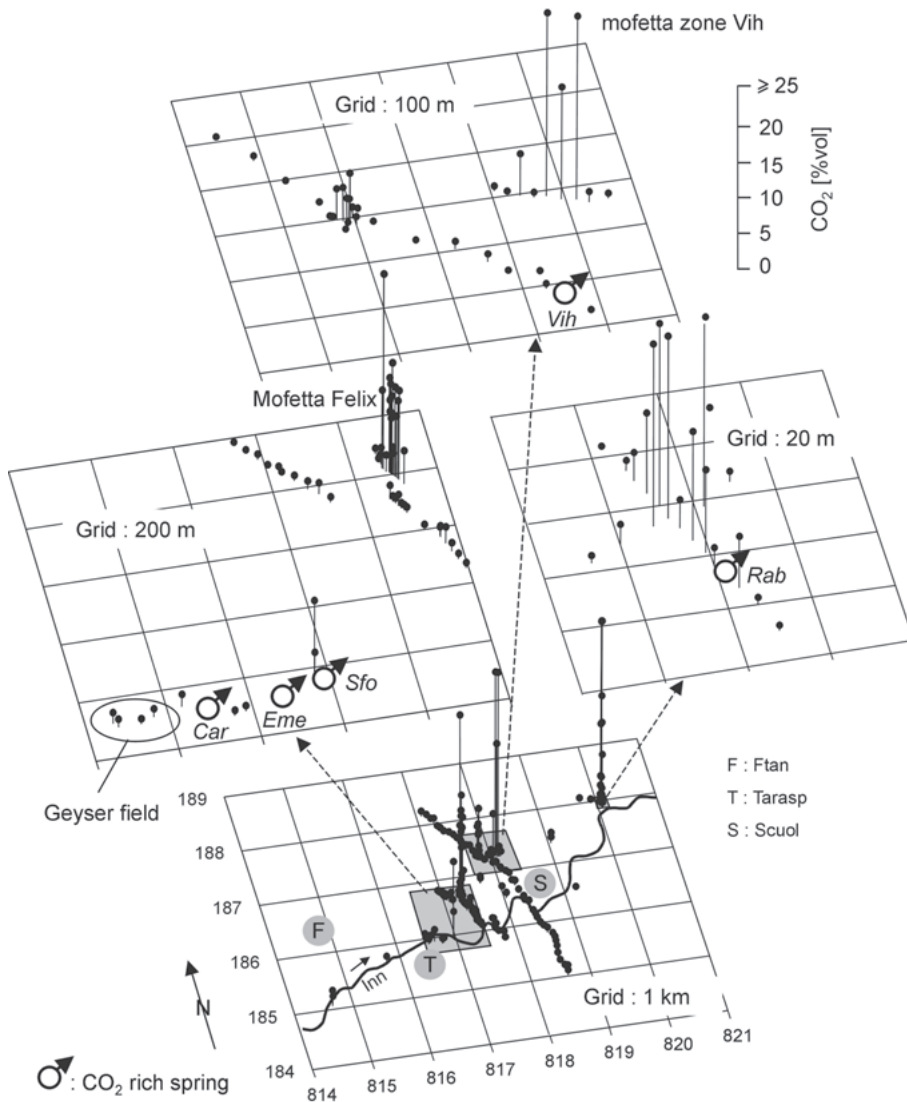 mofetta zone Vih
Grid : 100 m
⩾ 25
20
15
10
5
0
CO₂ [%vol]
Vih
Mofetta Felix
Grid : 200 m
Grid : 20 m
Rab
Sfo
Eme
Car
Geyser field
F : Ftan
T : Tarasp
S : Scuol
189
188
187
186
185
184
S
F
T
Inn
Grid : 1 km
N
814
815
816
817
818
819
820
821
: CO₂ rich spring